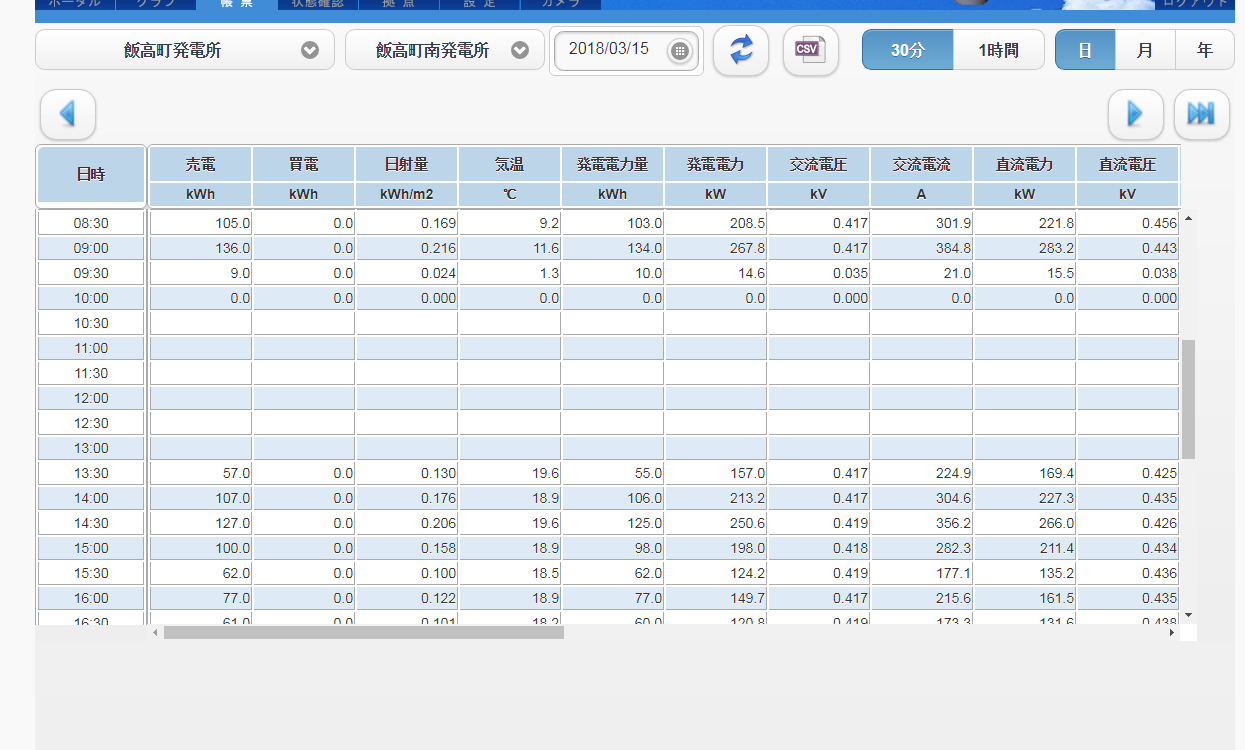 ポータル グラフ 帳 票 状態確認 拠 点 設 定 カメラ ログアウト
飯高町発電所 飯高町南発電所 2018/03/15 CSV 30分 1時間 日 月 年
日時 売電 買電 日射量 気温 発電電力量 発電電力 交流電圧 交流電流 直流電力 直流電圧
kWh kWh kWh/m2 ℃ kWh kW kV A kW kV
08:30 105.0 0.0 0.169 9.2 103.0 208.5 0.417 301.9 221.8 0.456
09:00 136.0 0.0 0.216 11.6 134.0 267.8 0.417 384.8 283.2 0.443
09:30 9.0 0.0 0.024 1.3 10.0 14.6 0.035 21.0 15.5 0.038
10:00 0.0 0.0 0.000 0.0 0.0 0.0 0.000 0.0 0.0 0.000
10:30
11:00
11:30
12:00
12:30
13:00
13:30 57.0 0.0 0.130 19.6 55.0 157.0 0.417 224.9 169.4 0.425
14:00 107.0 0.0 0.176 18.9 106.0 213.2 0.417 304.6 227.3 0.435
14:30 127.0 0.0 0.206 19.6 125.0 250.6 0.419 356.2 266.0 0.426
15:00 100.0 0.0 0.158 18.9 98.0 198.0 0.418 282.3 211.4 0.434
15:30 62.0 0.0 0.100 18.5 62.0 124.2 0.419 177.1 135.2 0.436
16:00 77.0 0.0 0.122 18.9 77.0 149.7 0.417 215.6 161.5 0.435
16:30 61.0 0.0 0.101 18.2 60.0 120.8 0.419 173.3 131.6 0.438